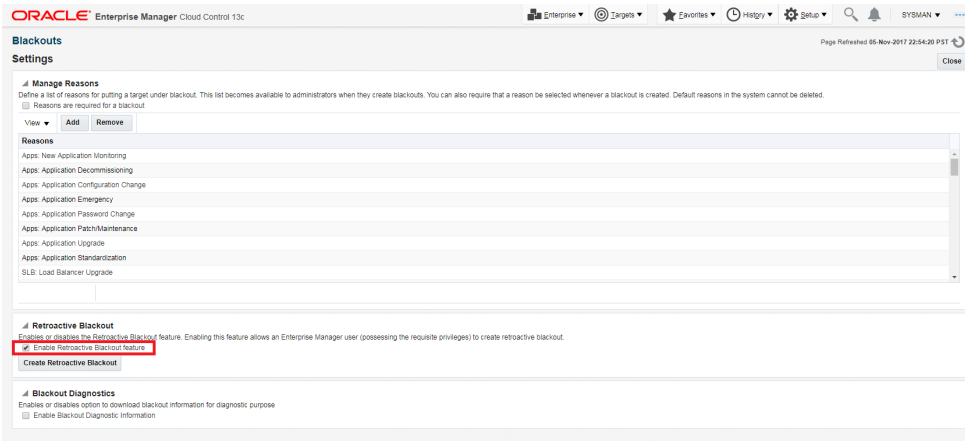 ORACLE® Enterprise Manager Cloud Control 13c
Enterprise ▼ Targets ▼ Favorites ▼ History ▼ Setup ▼ SYSMAN ▼ ...
Blackouts
Page Refreshed 05-Nov-2017 22:54:20 PST
Settings
Close
Manage Reasons
Define a list of reasons for putting a target under blackout. This list becomes available to administrators when they create blackouts. You can also require that a reason be selected whenever a blackout is created. Default reasons in the system cannot be deleted.
Reasons are required for a blackout
View ▼ Add Remove
Reasons
Apps: New Application Monitoring
Apps: Application Decommissioning
Apps: Application Configuration Change
Apps: Application Emergency
Apps: Application Password Change
Apps: Application Patch/Maintenance
Apps: Application Upgrade
Apps: Application Standardization
SLB: Load Balancer Upgrade
Retroactive Blackout
Enables or disables the Retroactive Blackout feature. Enabling this feature allows an Enterprise Manager user (possessing the requisite privileges) to create retroactive blackout.
Enable Retroactive Blackout feature
Create Retroactive Blackout
Blackout Diagnostics
Enables or disables option to download blackout information for diagnostic purpose
Enable Blackout Diagnostic Information